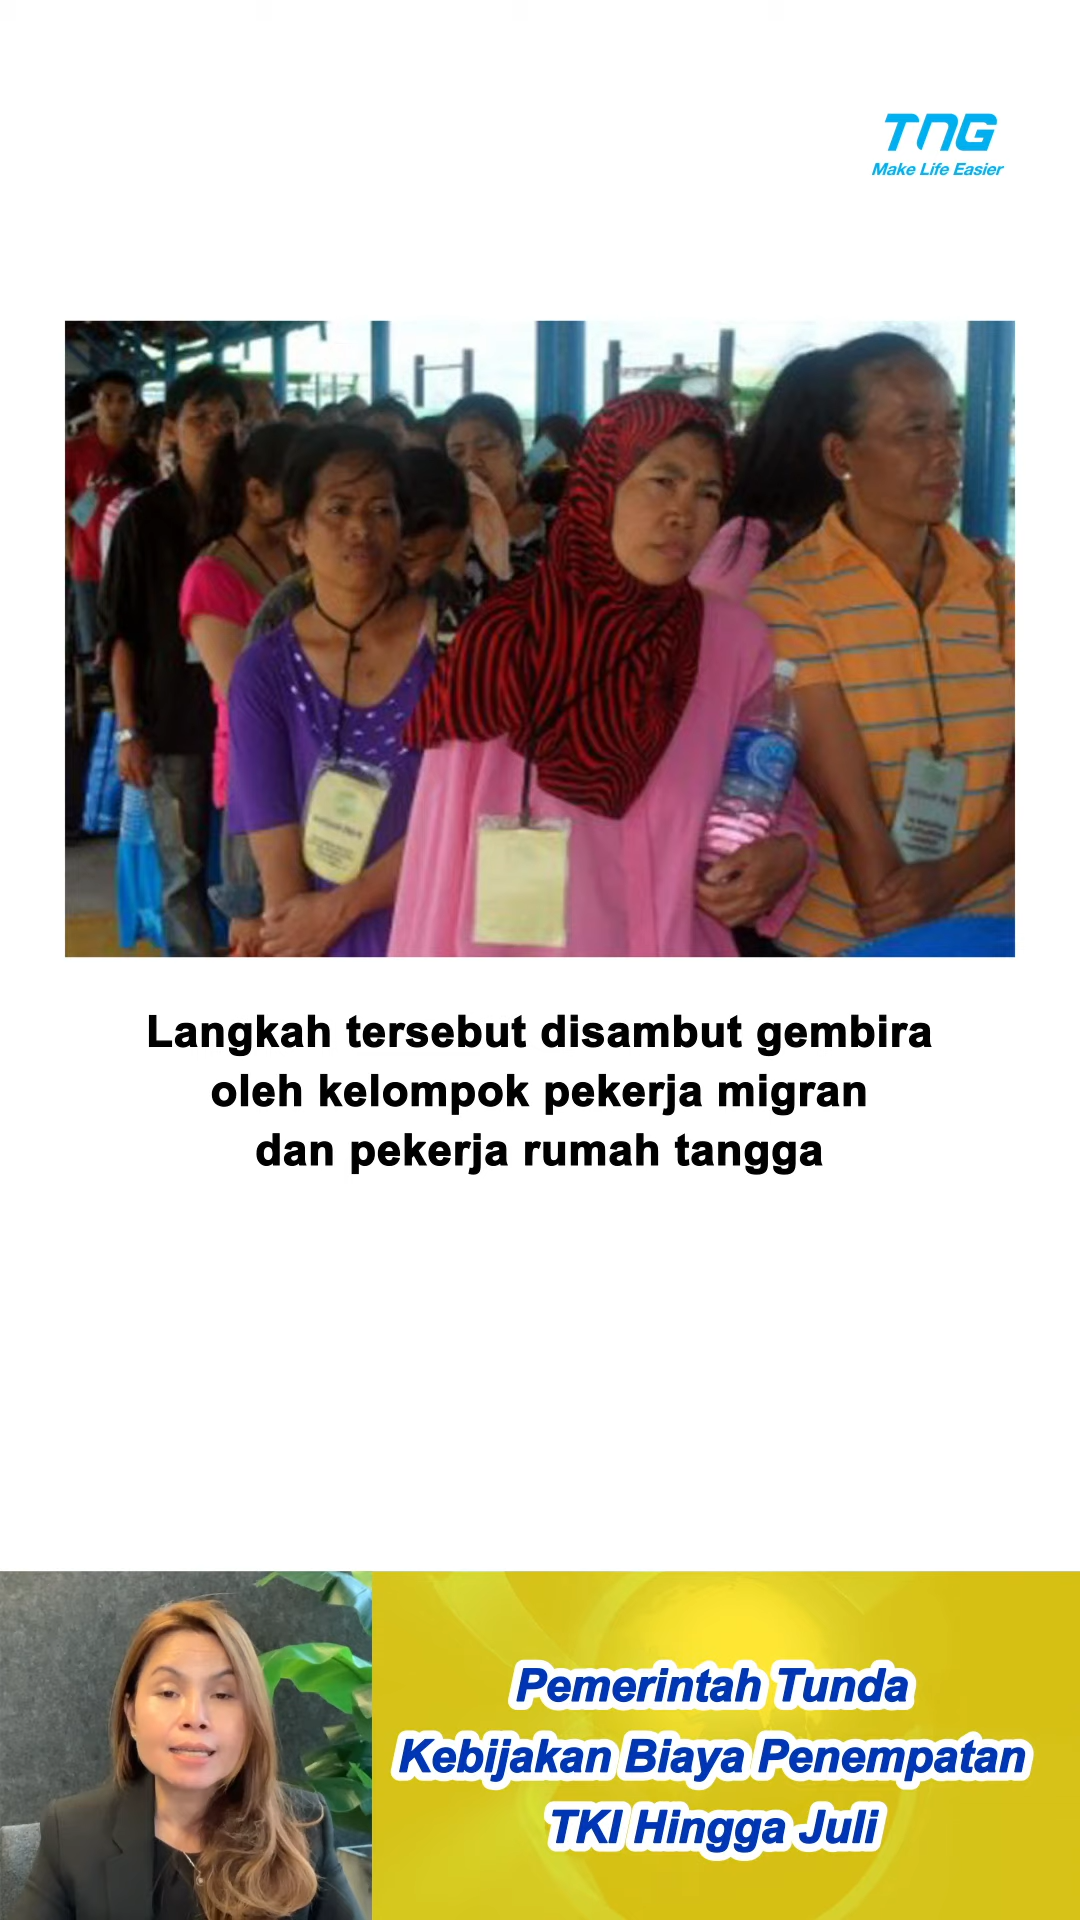 TNG
Make Life Easier
Langkah tersebut disambut gembira
oleh kelompok pekerja migran
dan pekerja rumah tangga
Pemerintah Tunda
Kebijakan Biaya Penempatan
TKI Hingga Juli